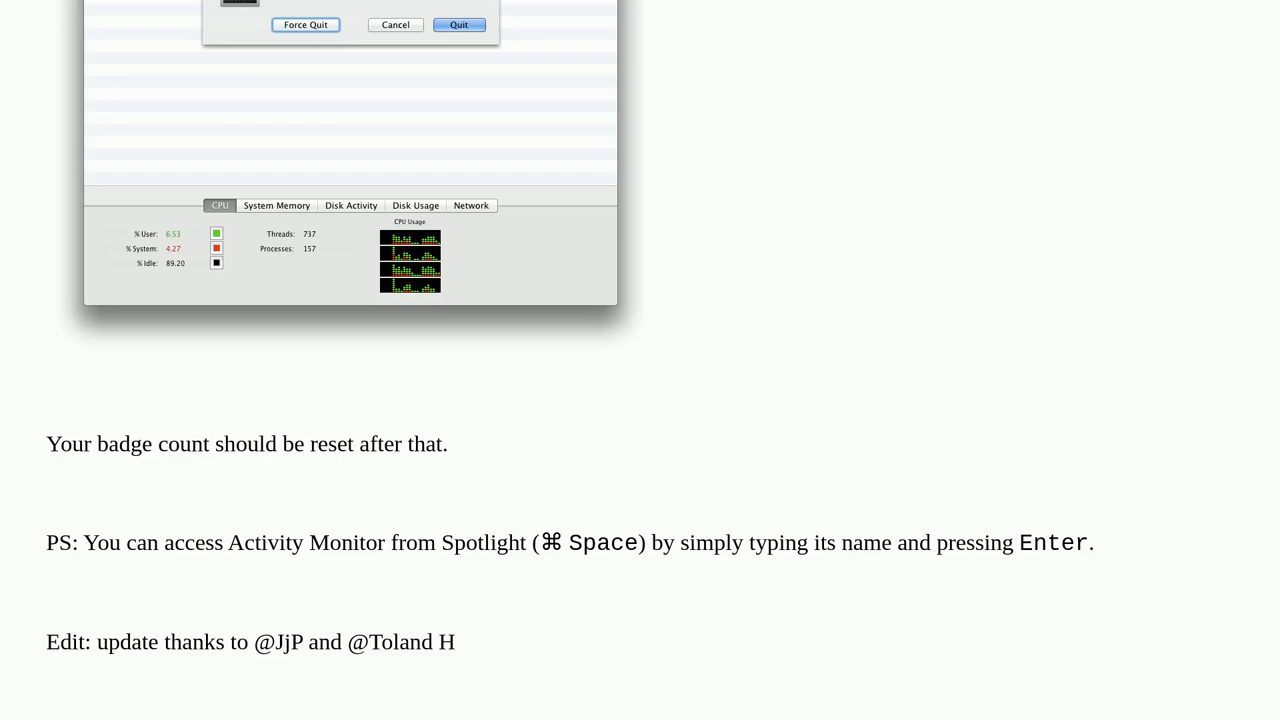 Force Quit Cancel Quit
CPU System Memory Disk Activity Disk Usage Network
CPU Usage
% User: 6.53 Threads: 737
% System: 4.27 Processes: 157
% Idle: 89.20
Your badge count should be reset after that.
PS: You can access Activity Monitor from Spotlight (⌘ Space) by simply typing its name and pressing Enter.
Edit: update thanks to @JjP and @Toland H